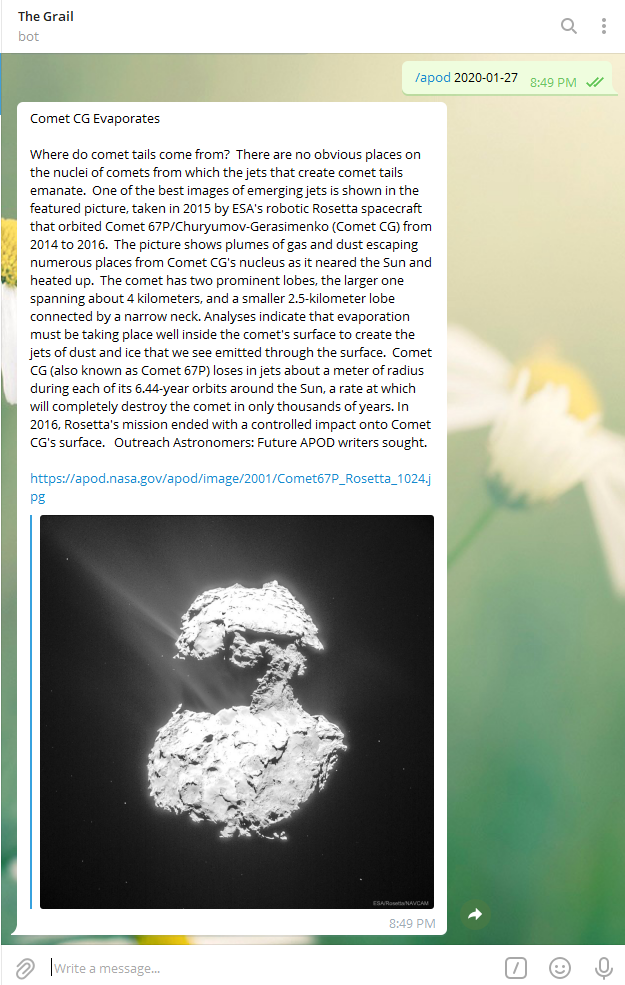 The Grail
bot
/apod 2020-01-27 8:49 PM
Comet CG Evaporates
Where do comet tails come from?  There are no obvious places on
the nuclei of comets from which the jets that create comet tails
emanate.  One of the best images of emerging jets is shown in the
featured picture, taken in 2015 by ESA's robotic Rosetta spacecraft
that orbited Comet 67P/Churyumov-Gerasimenko (Comet CG) from
2014 to 2016.  The picture shows plumes of gas and dust escaping
numerous places from Comet CG's nucleus as it neared the Sun and
heated up.  The comet has two prominent lobes, the larger one
spanning about 4 kilometers, and a smaller 2.5-kilometer lobe
connected by a narrow neck. Analyses indicate that evaporation
must be taking place well inside the comet's surface to create the
jets of dust and ice that we see emitted through the surface.  Comet
CG (also known as Comet 67P) loses in jets about a meter of radius
during each of its 6.44-year orbits around the Sun, a rate at which
will completely destroy the comet in only thousands of years. In
2016, Rosetta's mission ended with a controlled impact onto Comet
CG's surface.   Outreach Astronomers: Future APOD writers sought.
https://apod.nasa.gov/apod/image/2001/Comet67P_Rosetta_1024.j
pg
ESA/Rosetta/NAVCAM
8:49 PM
Write a message...